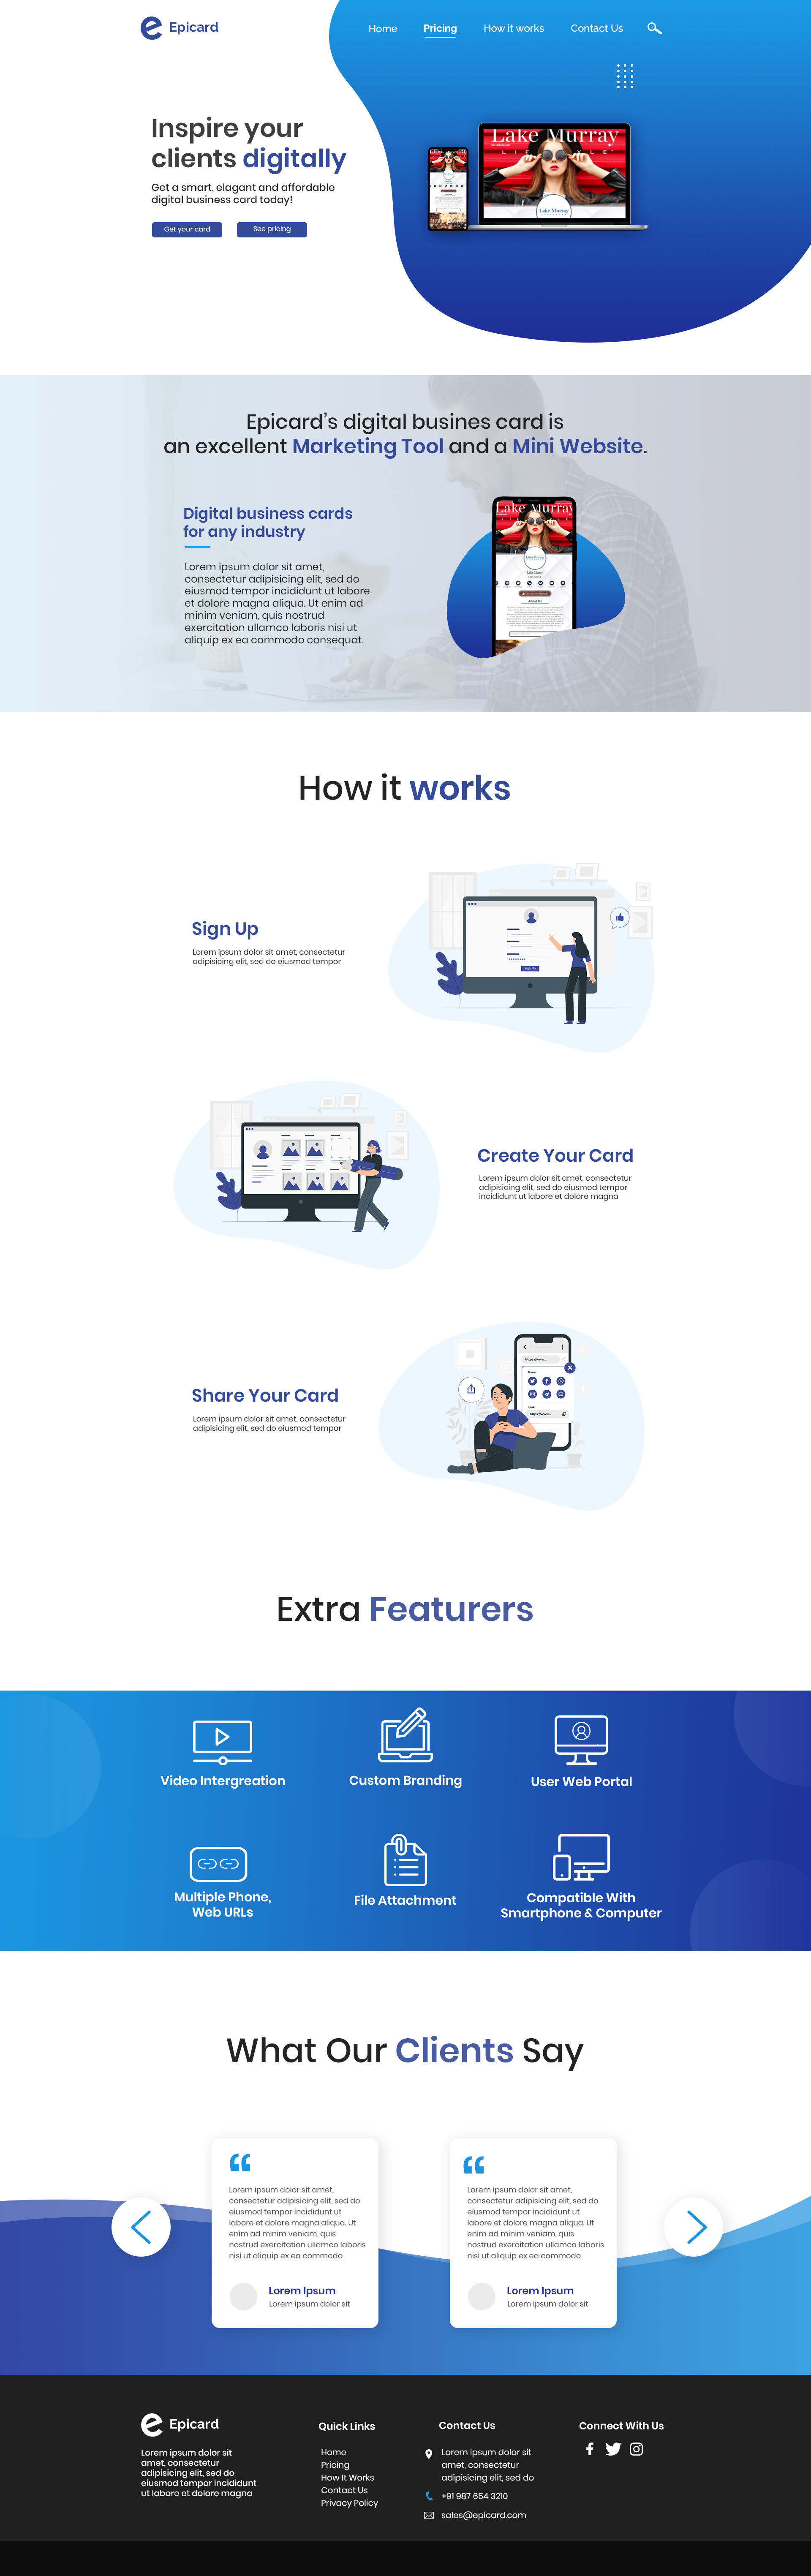 Epicard
Home
Pricing
How it works
Contact Us
Inspire your
clients digitally
Get a smart, elagant and affordable
digital business card today!
Get your card
See pricing
Lake Murray
Lake Murray
Epicard's digital busines card is
an excellent Marketing Tool and a Mini Website.
Digital business cards
for any industry
Lorem ipsum dolor sit amet,
consectetur adipisicing elit, sed do
eiusmod tempor incididunt ut labore
et dolore magna aliqua. Ut enim ad
minim veniam, quis nostrud
exercitation ullamco laboris nisi ut
aliquip ex ea commodo consequat.
Lake Murray
How it works
Sign Up
Lorem ipsum dolor sit amet, consectetur
adipisicing elit, sed do eiusmod tempor
Sign Up
Create Your Card
Lorem ipsum dolor sit amet, consectetur
adipisicing elit, sed do eiusmod tempor
incididunt ut labore et dolore magna
Share Your Card
Lorem ipsum dolor sit amet, consectetur
adipisicing elit, sed do eiusmod tempor
Extra Featurers
Video Intergreation
Custom Branding
User Web Portal
Multiple Phone,
Web URLs
File Attachment
Compatible With
Smartphone & Computer
What Our Clients Say
Lorem ipsum dolor sit amet,
consectetur adipisicing elit, sed do
eiusmod tempor incididunt ut
labore et dolore magna aliqua. Ut
enim ad minim veniam, quis
nostrud exercitation ullamco laboris
nisi ut aliquip ex ea commodo
Lorem Ipsum
Lorem ipsum dolor sit
Lorem ipsum dolor sit amet,
consectetur adipisicing elit, sed do
eiusmod tempor incididunt ut
labore et dolore magna aliqua. Ut
enim ad minim veniam, quis
nostrud exercitation ullamco laboris
nisi ut aliquip ex ea commodo
Lorem Ipsum
Lorem ipsum dolor sit
Epicard
Lorem ipsum dolor sit
amet, consectetur
adipisicing elit, sed do
eiusmod tempor incididunt
ut labore et dolore magna
Quick Links
Home
Pricing
How It Works
Contact Us
Privacy Policy
Contact Us
Lorem ipsum dolor sit
amet, consectetur
adipisicing elit, sed do
+91 987 654 3210
sales@epicard.com
Connect With Us